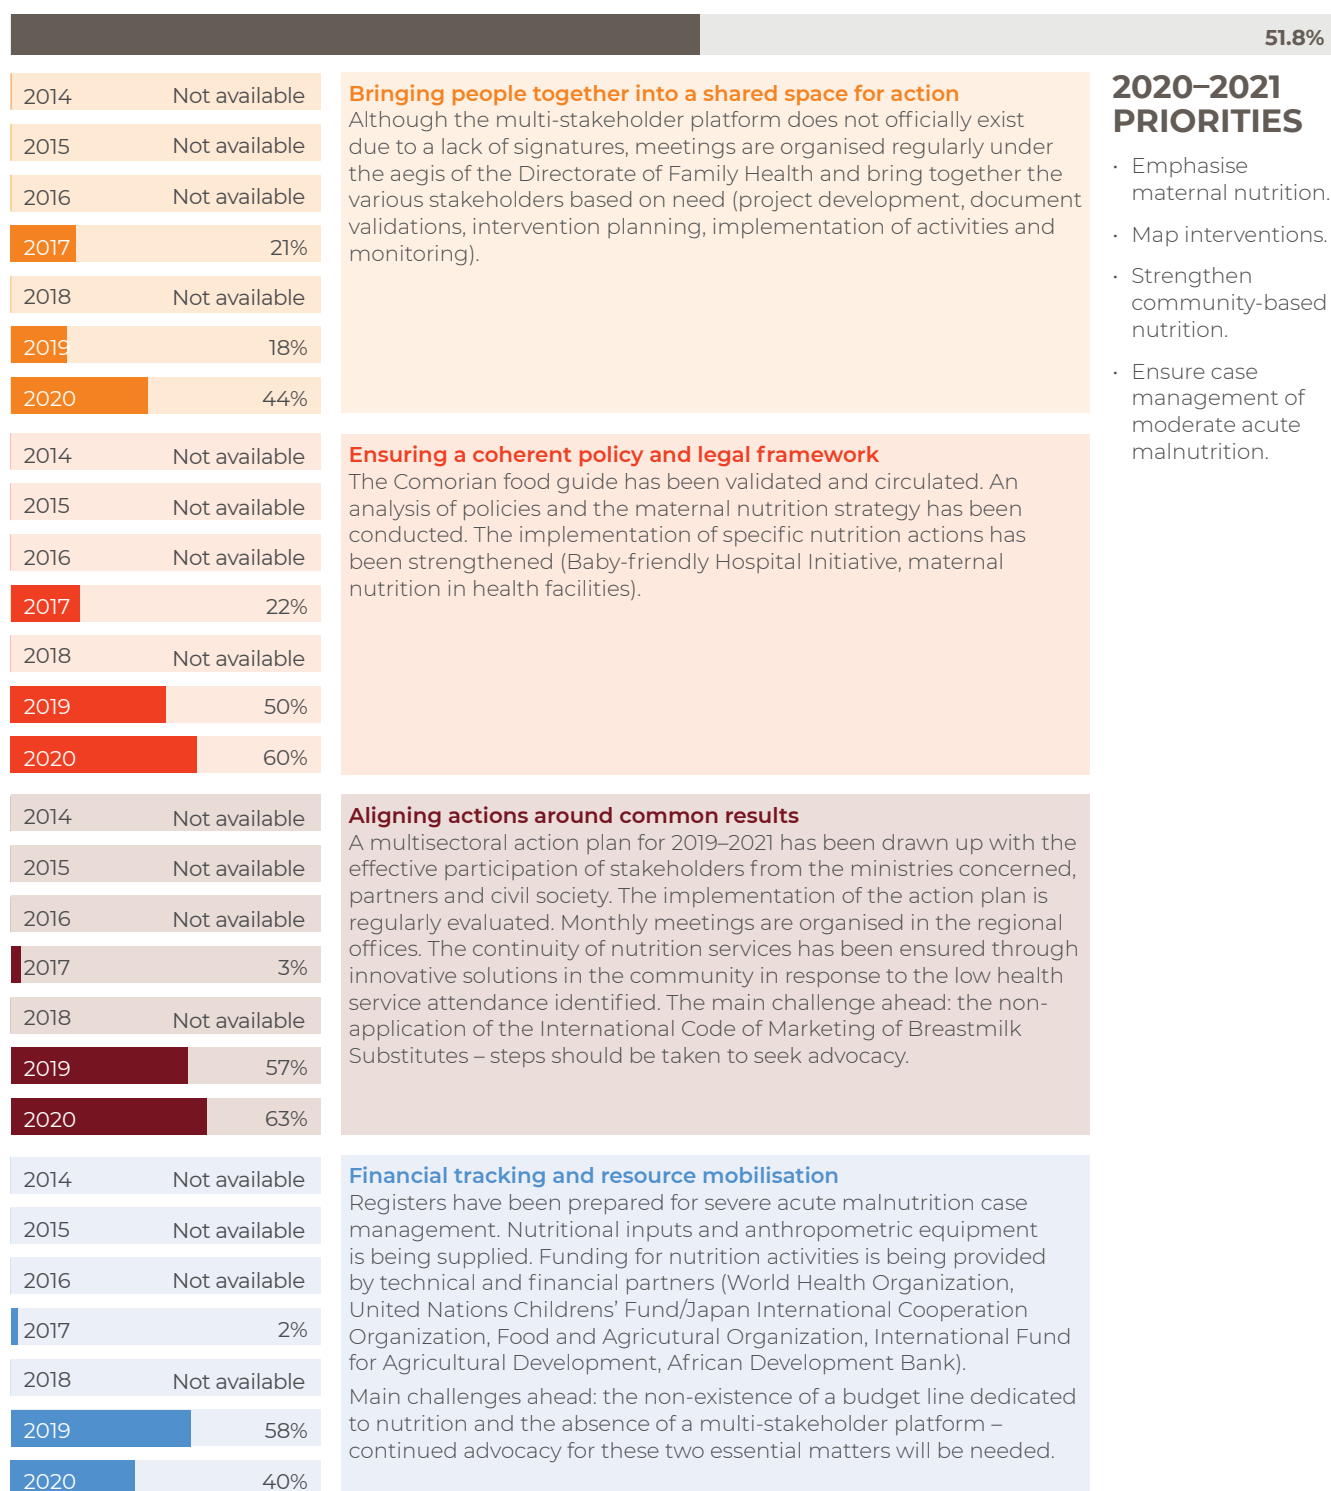 51.8%
2014 Not available
2015 Not available
2016 Not available
2017 21%
2018 Not available
2019 18%
2020 44%
Bringing people together into a shared space for action
Although the multi-stakeholder platform does not officially exist
due to a lack of signatures, meetings are organised regularly under
the aegis of the Directorate of Family Health and bring together the
various stakeholders based on need (project development, document
validations, intervention planning, implementation of activities and
monitoring).
2014 Not available
2015 Not available
2016 Not available
2017 22%
2018 Not available
2019 50%
2020 60%
Ensuring a coherent policy and legal framework
The Comorian food guide has been validated and circulated. An
analysis of policies and the maternal nutrition strategy has been
conducted. The implementation of specific nutrition actions has
been strengthened (Baby-friendly Hospital Initiative, maternal
nutrition in health facilities).
2014 Not available
2015 Not available
2016 Not available
2017 3%
2018 Not available
2019 57%
2020 63%
Aligning actions around common results
A multisectoral action plan for 2019–2021 has been drawn up with the
effective participation of stakeholders from the ministries concerned,
partners and civil society. The implementation of the action plan is
regularly evaluated. Monthly meetings are organised in the regional
offices. The continuity of nutrition services has been ensured through
innovative solutions in the community in response to the low health
service attendance identified. The main challenge ahead: the non-
application of the International Code of Marketing of Breastmilk
Substitutes – steps should be taken to seek advocacy.
2014 Not available
2015 Not available
2016 Not available
2017 2%
2018 Not available
2019 58%
2020 40%
Financial tracking and resource mobilisation
Registers have been prepared for severe acute malnutrition case
management. Nutritional inputs and anthropometric equipment
is being supplied. Funding for nutrition activities is being provided
by technical and financial partners (World Health Organization,
United Nations Childrens' Fund/Japan International Cooperation
Organization, Food and Agricutural Organization, International Fund
for Agricultural Development, African Development Bank).
Main challenges ahead: the non-existence of a budget line dedicated
to nutrition and the absence of a multi-stakeholder platform –
continued advocacy for these two essential matters will be needed.
2020–2021
PRIORITIES
• Emphasise
maternal nutrition.
• Map interventions.
• Strengthen
community-based
nutrition.
• Ensure case
management of
moderate acute
malnutrition.